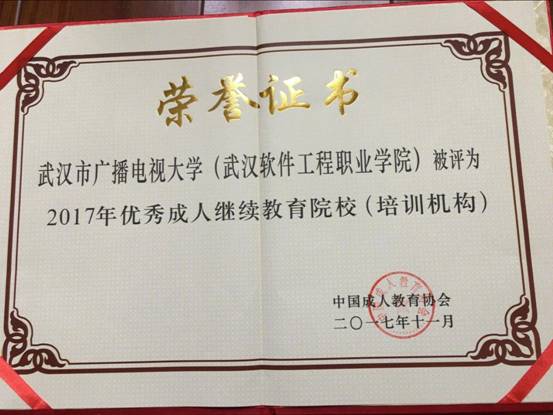 荣誉证书
武汉市广播电视大学（武汉软件工程职业学院）被评为
2017年优秀成人继续教育院校（培训机构）
中国成人教育协会
二〇一七年十一月